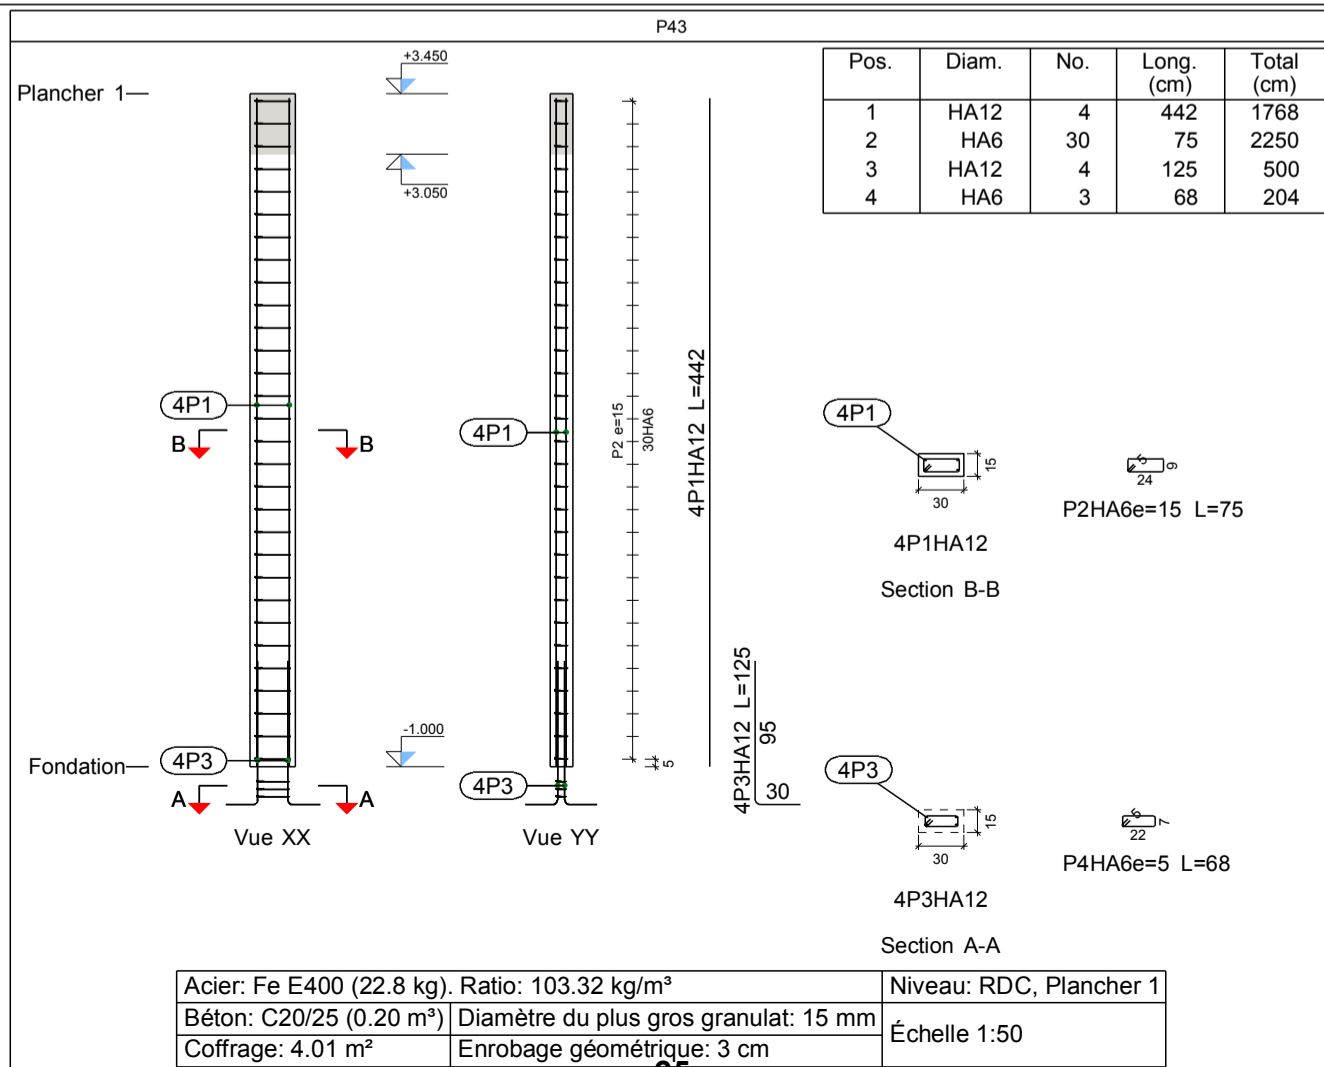 P43
Pos. Diam. No. Long. (cm) Total (cm)
1 HA12 4 442 1768
2 HA6 30 75 2250
3 HA12 4 125 500
4 HA6 3 68 204
Plancher 1
+3.450
+3.050
4P1
B B
4P1
P2 e=15
30HA6
4P1HA12 L=442
4P1
15
30
4P1HA12
Section B-B
5
9
24
P2HA6e=15 L=75
Fondation
4P3
-1.000
A A
4P3
5
4P3HA12 L=125
95
30
Vue XX
Vue YY
4P3
15
30
4P3HA12
Section A-A
5
7
22
P4HA6e=5 L=68
Acier: Fe E400 (22.8 kg). Ratio: 103.32 kg/m³
Niveau: RDC, Plancher 1
Béton: C20/25 (0.20 m³)
Diamètre du plus gros granulat: 15 mm
Échelle 1:50
Coffrage: 4.01 m²
Enrobage géométrique: 3 cm